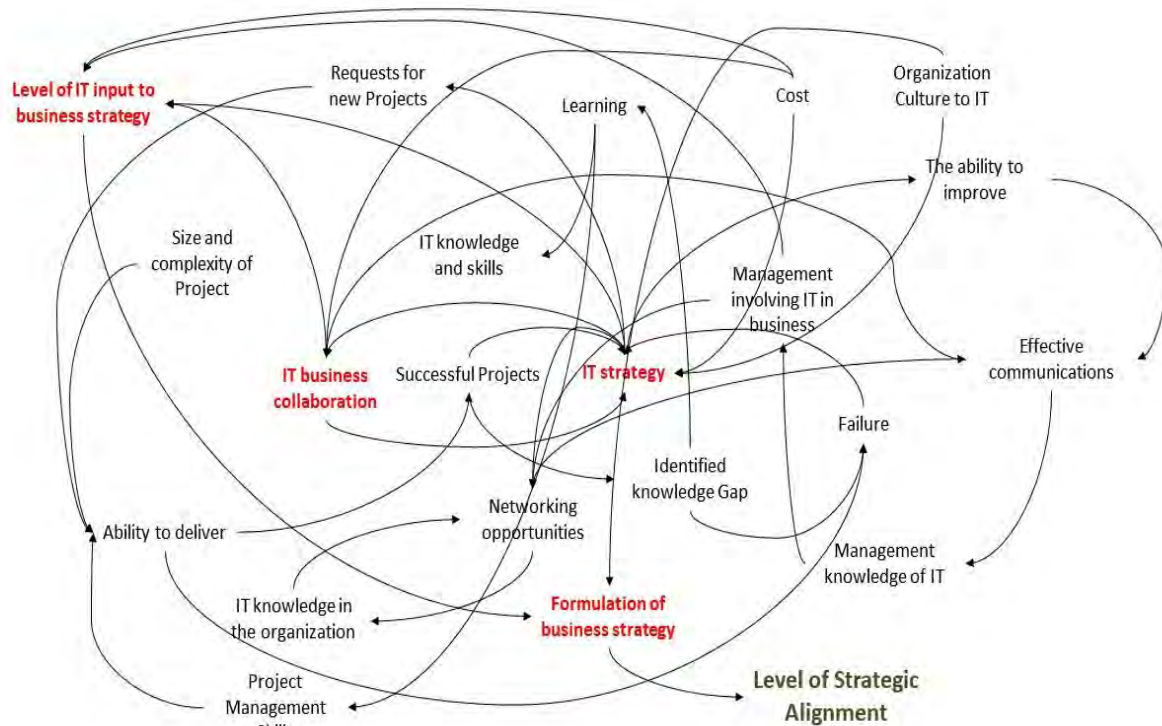 Level of IT input to
business strategy
Requests for
new Projects
Learning
Cost
Organization
Culture to IT
The ability to
improve
Size and
complexity of
Project
IT knowledge
and skills
Management
involving IT in
business
IT business
collaboration
Successful Projects
IT strategy
Effective
communications
Failure
Identified
knowledge Gap
Ability to deliver
Networking
opportunities
Management
knowledge of IT
IT knowledge in
the organization
Formulation of
business strategy
Project
Management
Level of Strategic
Alignment